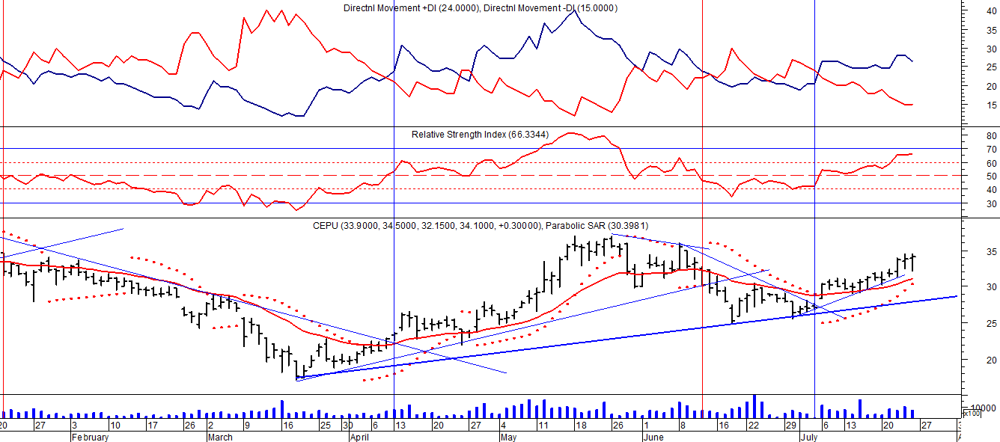 Directnl Movement +DI (24.0000), Directnl Movement -DI (15.0000)
40
35
30
25
20
15
Relative Strength Index (66.3344)
80
70
60
50
40
30
CEPU (33.9000, 34.5000, 32.1500, 34.1000, +0.30000), Parabolic SAR (30.3981)
35
30
25
20
10000
x100
20 27 3 10 17 26 2 9 16 25 30 6 13 20 27 4 11 18 26 1 8 16 22 29 6 13 20 27 3
February March April May June July A